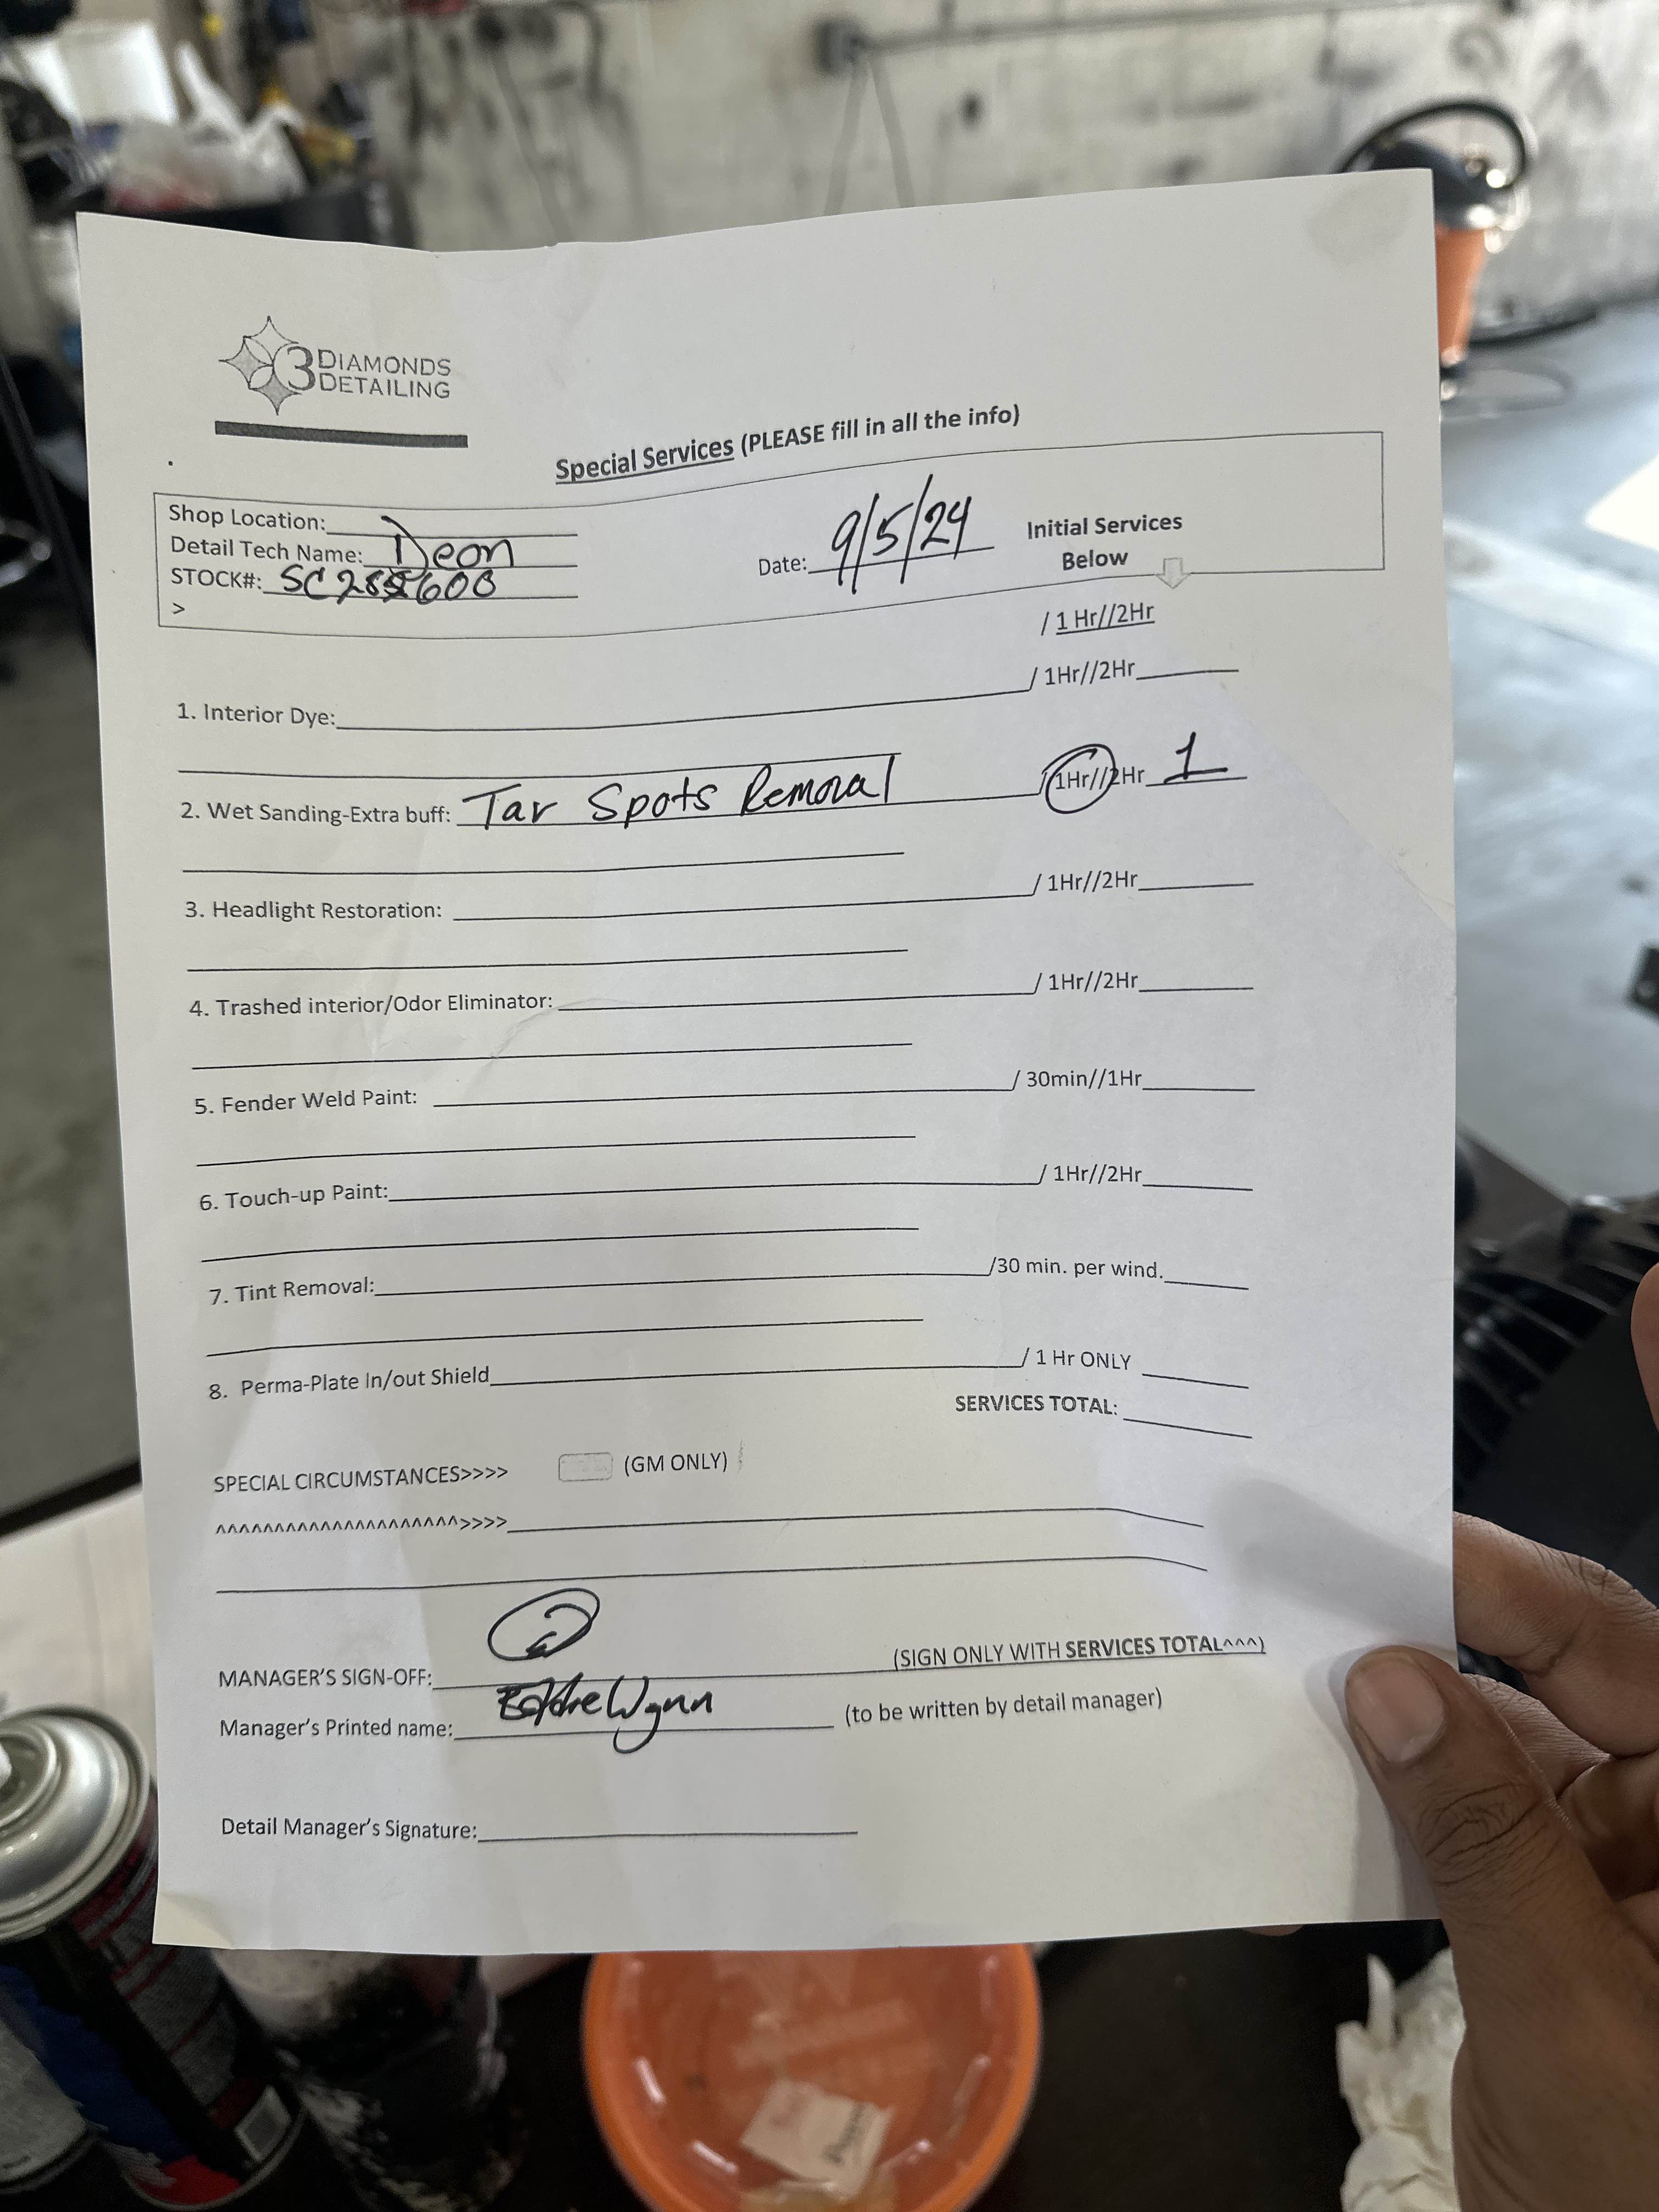 3 DIAMONDS
DETAILING
Special Services (PLEASE fill in all the info)
Shop Location:
Detail Tech Name: Deon
STOCK#:
>
Date: 9/5/24
Initial Services
Below
/ 1 Hr//2Hr
1. Interior Dye: / 1Hr//2Hr
2. Wet Sanding-Extra buff: Tar Spots Removal / 1Hr//2Hr 1
3. Headlight Restoration: / 1Hr//2Hr
4. Trashed interior/Odor Eliminator: / 1Hr//2Hr
5. Fender Weld Paint: / 30min//1Hr
6. Touch-up Paint: / 1Hr//2Hr
7. Tint Removal: /30 min. per wind.
8. Perma-Plate In/out Shield / 1 Hr ONLY
SERVICES TOTAL:
SPECIAL CIRCUMSTANCES>>>> (GM ONLY)
^^^^^^^^^^^^^^^^^^^^^>>>>
MANAGER'S SIGN-OFF: (SIGN ONLY WITH SERVICES TOTAL^^^)
Manager's Printed name: Wynn (to be written by detail manager)
Detail Manager's Signature: